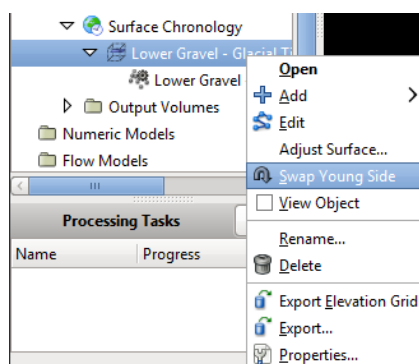 Surface Chronology
Lower Gravel - Glacial Ti
Lower Gravel
Output Volumes
Numeric Models
Flow Models
Processing Tasks
Name Progress
Open
Add
Edit
Adjust Surface...
Swap Young Side
View Object
Rename...
Delete
Export Elevation Grid
Export...
Properties...